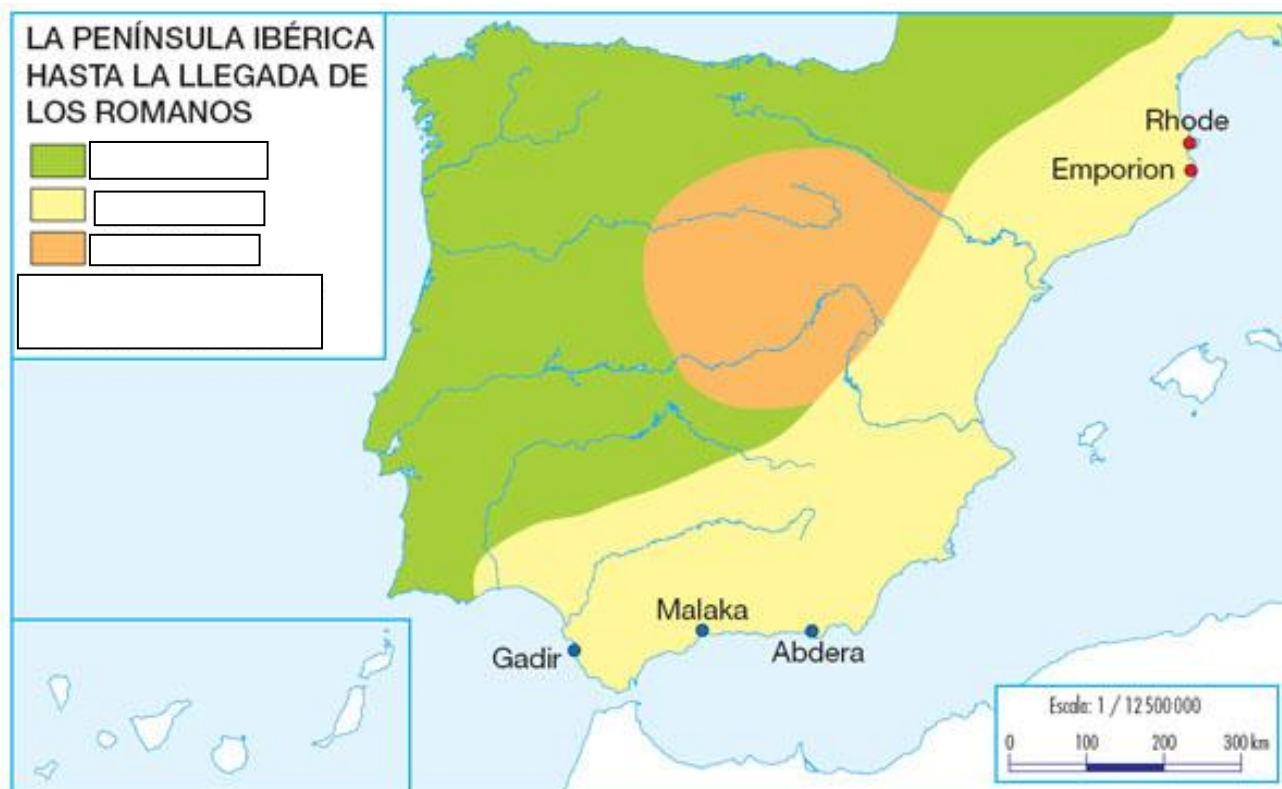 LA PENÍNSULA IBÉRICA
HASTA LA LLEGADA DE
LOS ROMANOS
Rhode
Emporion
Malaka
Gadir
Abdera
Escala: 1 / 12 500 000
0 100 200 300 km